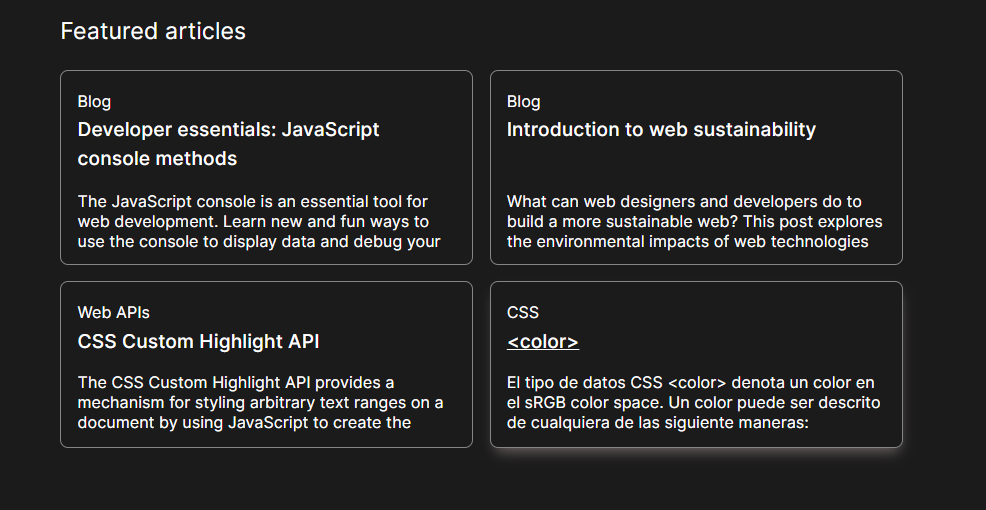 Featured articles
Blog
Developer essentials: JavaScript
console methods
The JavaScript console is an essential tool for
web development. Learn new and fun ways to
use the console to display data and debug your
Blog
Introduction to web sustainability
What can web designers and developers do to
build a more sustainable web? This post explores
the environmental impacts of web technologies
Web APIs
CSS Custom Highlight API
The CSS Custom Highlight API provides a
mechanism for styling arbitrary text ranges on a
document by using JavaScript to create the
CSS
<color>
El tipo de datos CSS <color> denota un color en
el sRGB color space. Un color puede ser descrito
de cualquiera de las siguiente maneras: